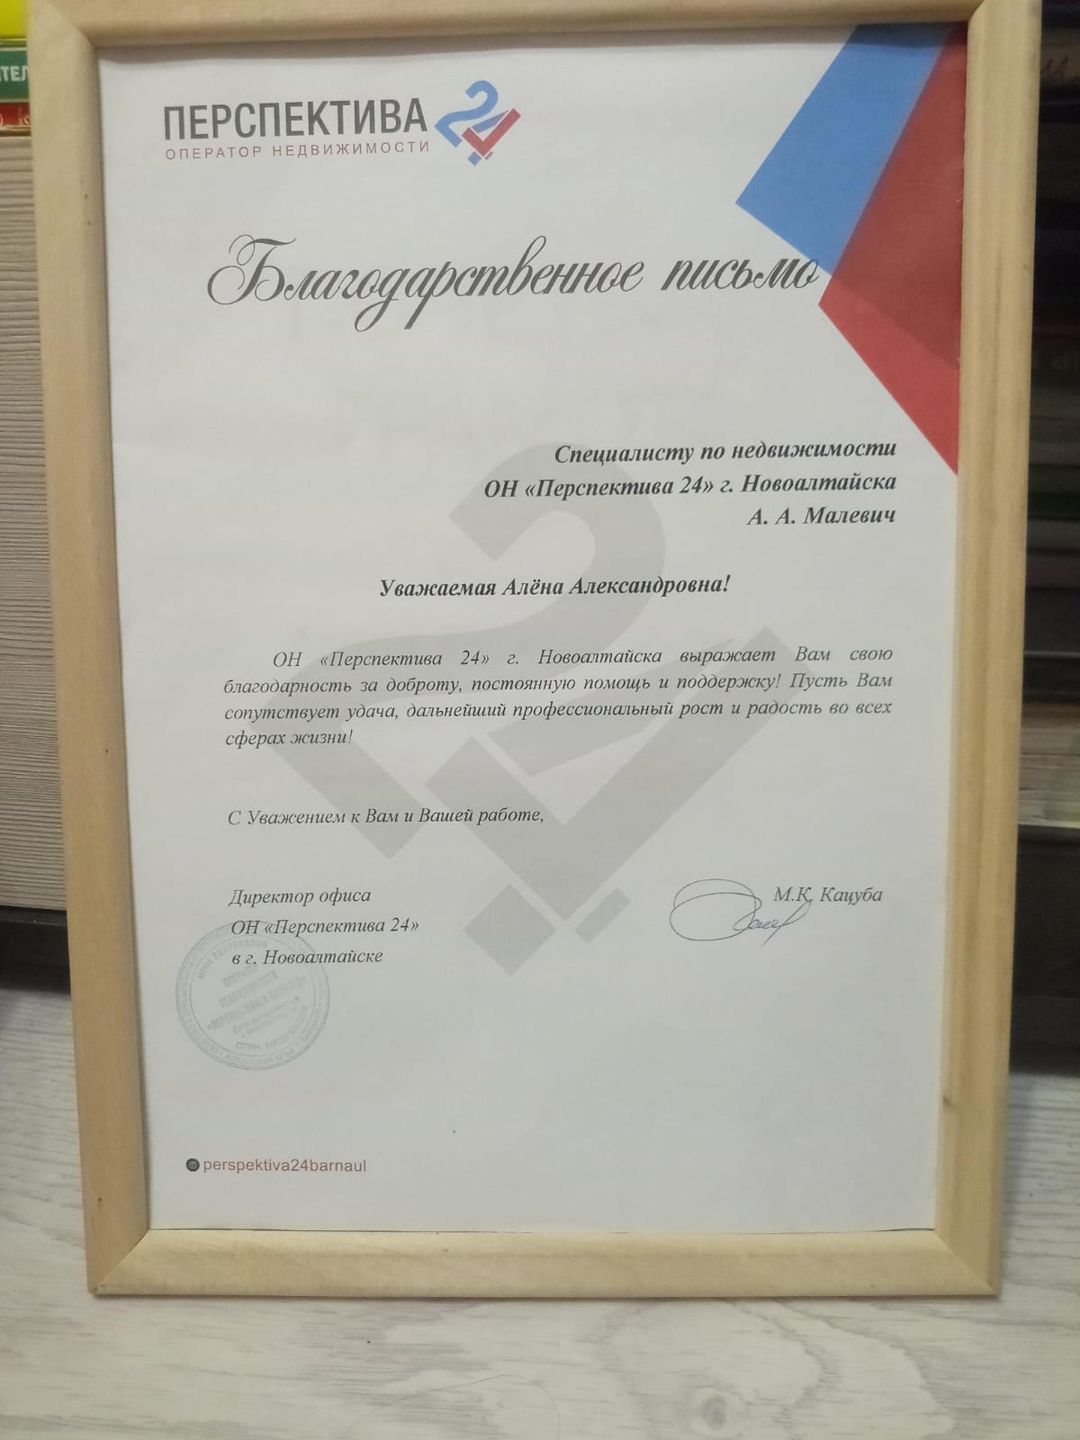 ПЕРСПЕКТИВА 24
ОПЕРАТОР НЕДВИЖИМОСТИ
Благодарственное письмо
Специалисту по недвижимости
ОН «Перспектива 24» г. Новоалтайска
А. А. Малевич
Уважаемая Алёна Александровна!
ОН «Перспектива 24» г. Новоалтайска выражает Вам свою
благодарность за доброту, постоянную помощь и поддержку! Пусть Вам
сопутствует удача, дальнейший профессиональный рост и радость во всех
сферах жизни!
С Уважением к Вам и Вашей работе,
Директор офиса
ОН «Перспектива 24»
в г. Новоалтайске
М.К. Кацуба
perspektiva24barnaul